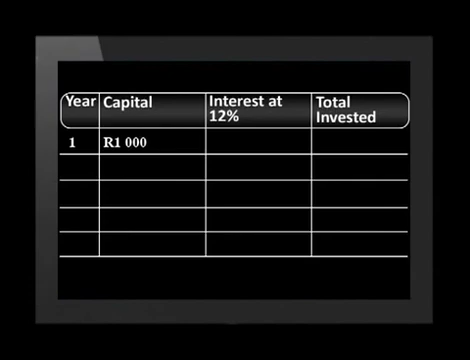 Year Capital Interest at 12% Total Invested
1 R1 000